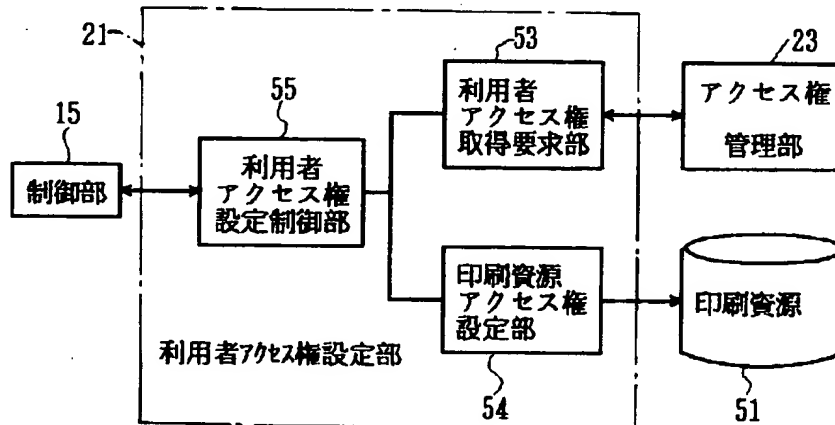 21
53
23
利用者
アクセス権
取得要求部
アクセス権
管理部
55
15
制御部
利用者
アクセス権
設定制御部
印刷資源
アクセス権
設定部
印刷資源
利用者アクセス権設定部
54
51